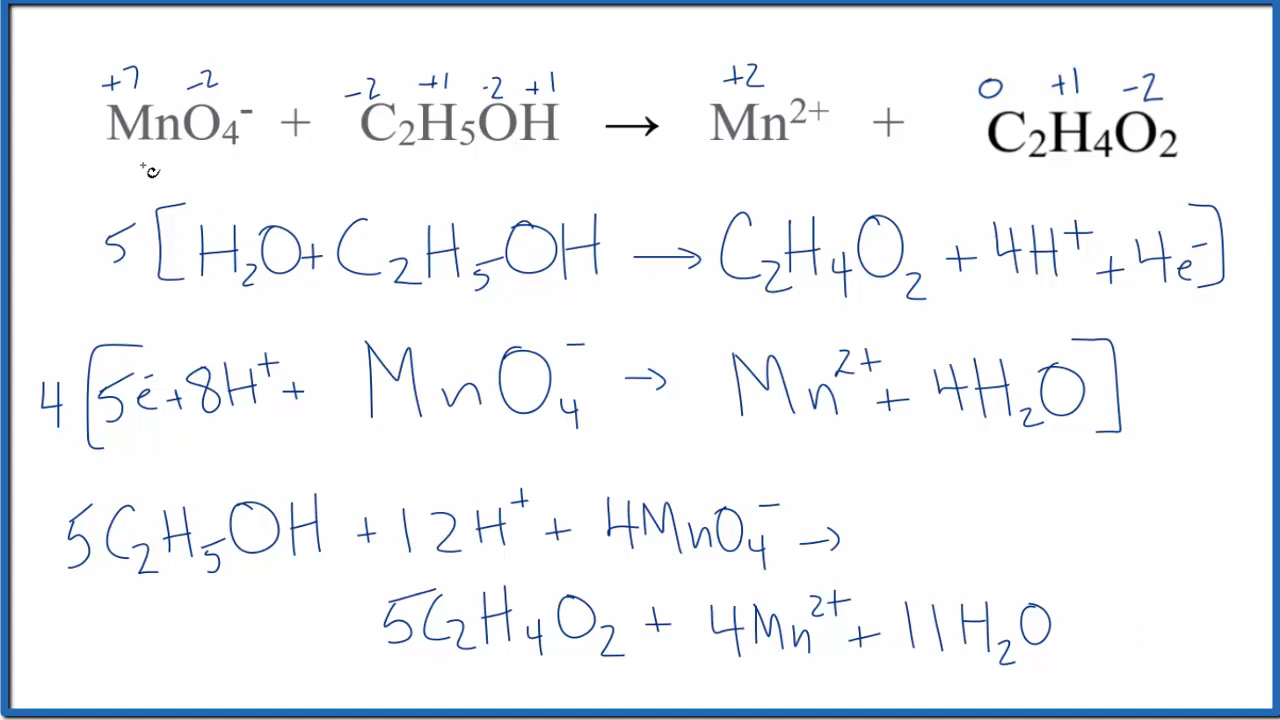 +7 -2 -2 +1 -2 +1 +2 0 +1 -2
MnO₄⁻ + C₂H₅OH → Mn²⁺ + C₂H₄O₂
5 [H₂O + C₂H₅OH → C₂H₄O₂ + 4H⁺ + 4e⁻]
4 [5e⁻ + 8H⁺ + MnO₄⁻ → Mn²⁺ + 4H₂O]
5C₂H₅OH + 12H⁺ + 4MnO₄⁻ →
5C₂H₄O₂ + 4Mn²⁺ + 11H₂O